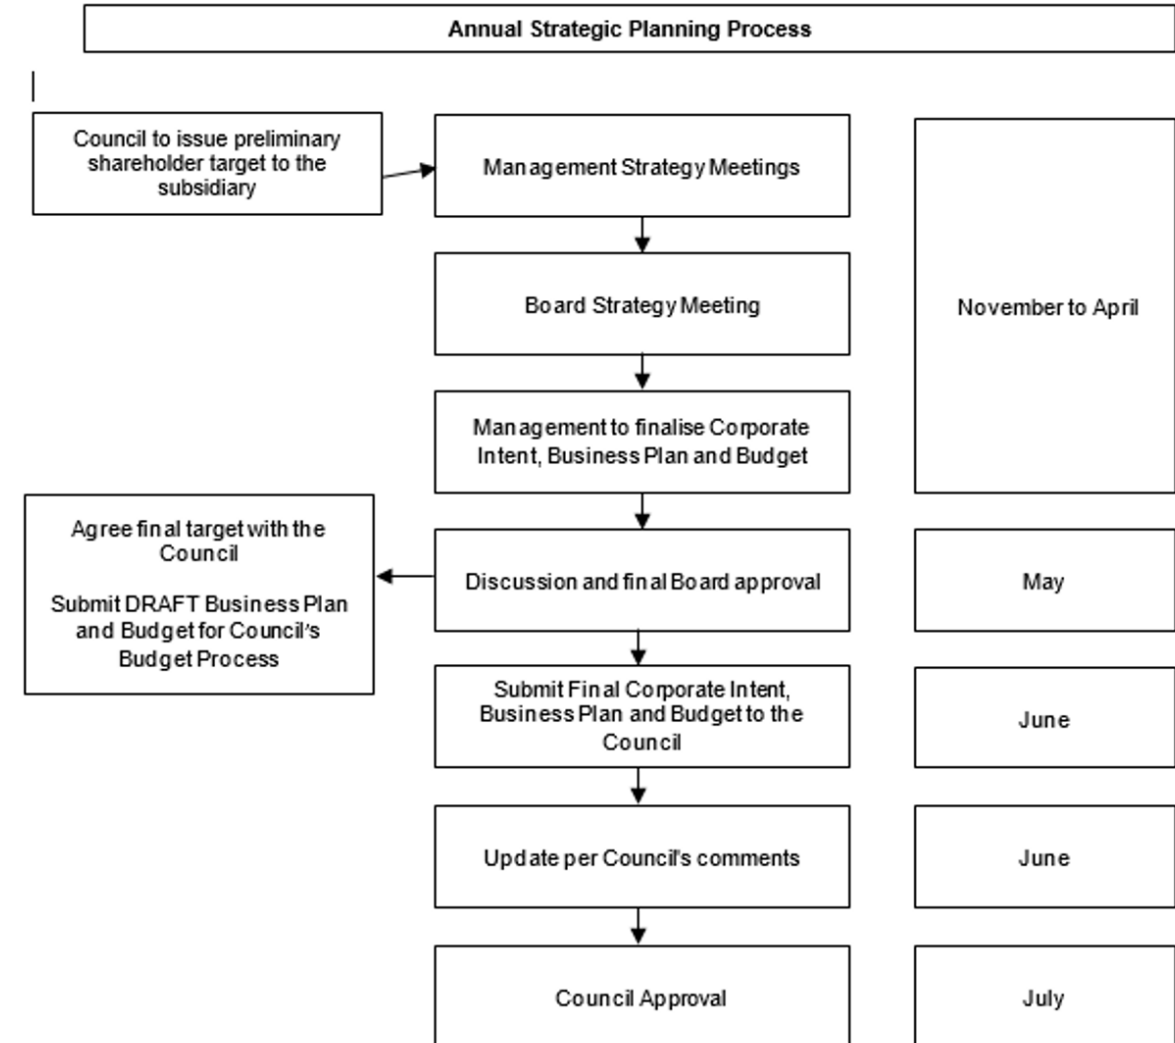 Annual Strategic Planning Process
Council to issue preliminary
shareholder target to the
subsidiary
Management Strategy Meetings
Board Strategy Meeting
November to April
Management to finalise Corporate
Intent, Business Plan and Budget
Agree final target with the
Council
Submit DRAFT Business Plan
and Budget for Council's
Budget Process
Discussion and final Board approval
May
Submit Final Corporate Intent,
Business Plan and Budget to the
Council
June
Update per Council's comments
June
Council Approval
July